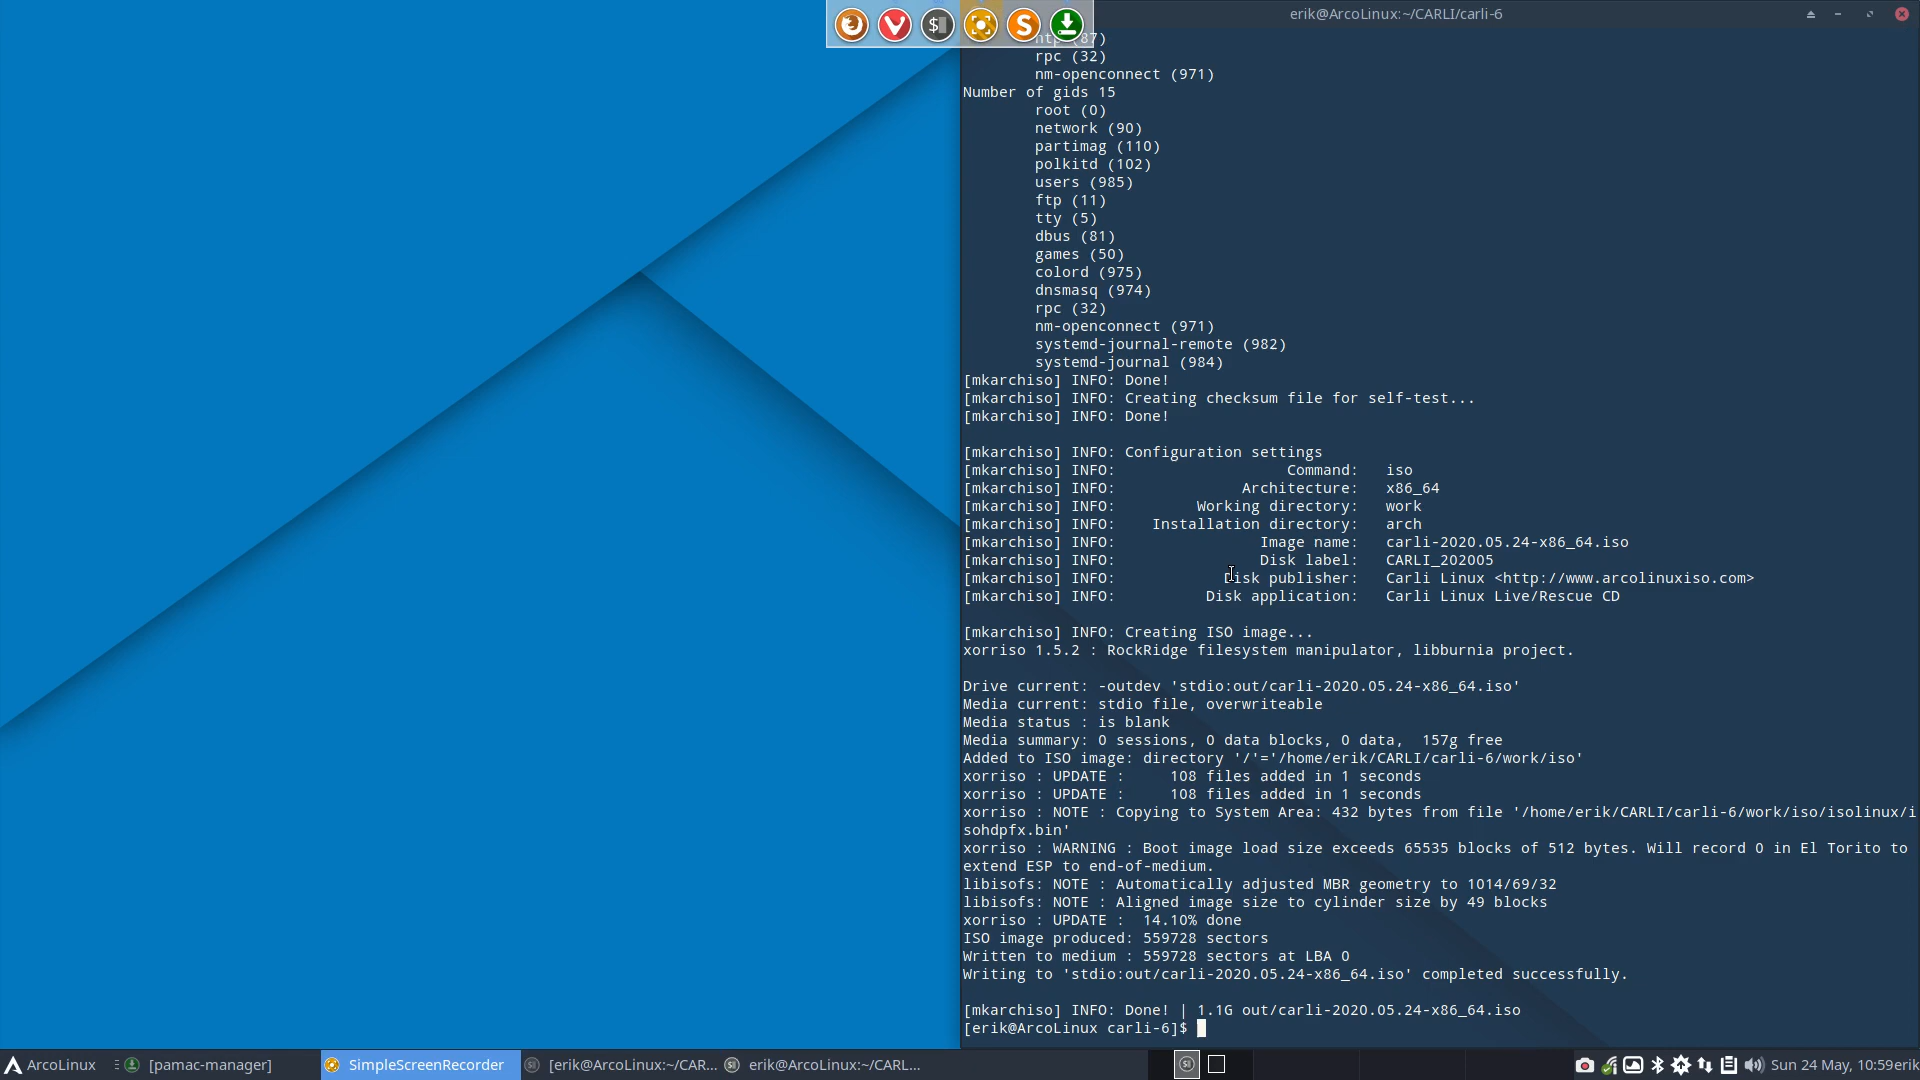 erik@ArcoLinux:~/CARLI/carli-6
ntp (87)
rpc (32)
nm-openconnect (971)
Number of gids 15
root (0)
network (90)
partimag (110)
polkitd (102)
users (985)
ftp (11)
tty (5)
dbus (81)
games (50)
colord (975)
dnsmasq (974)
rpc (32)
nm-openconnect (971)
systemd-journal-remote (982)
systemd-journal (984)
[mkarchiso] INFO: Done!
[mkarchiso] INFO: Creating checksum file for self-test...
[mkarchiso] INFO: Done!
[mkarchiso] INFO: Configuration settings
[mkarchiso] INFO: Command: iso
[mkarchiso] INFO: Architecture: x86_64
[mkarchiso] INFO: Working directory: work
[mkarchiso] INFO: Installation directory: arch
[mkarchiso] INFO: Image name: carli-2020.05.24-x86_64.iso
[mkarchiso] INFO: Disk label: CARLI_202005
[mkarchiso] INFO: Disk publisher: Carli Linux <http://www.arcolinuxiso.com>
[mkarchiso] INFO: Disk application: Carli Linux Live/Rescue CD
[mkarchiso] INFO: Creating ISO image...
xorriso 1.5.2 : RockRidge filesystem manipulator, libburnia project.
Drive current: -outdev 'stdio:out/carli-2020.05.24-x86_64.iso'
Media current: stdio file, overwriteable
Media status : is blank
Media summary: 0 sessions, 0 data blocks, 0 data, 157g free
Added to ISO image: directory '/'='/home/erik/CARLI/carli-6/work/iso'
xorriso : UPDATE : 108 files added in 1 seconds
xorriso : UPDATE : 108 files added in 1 seconds
xorriso : NOTE : Copying to System Area: 432 bytes from file '/home/erik/CARLI/carli-6/work/iso/isolinux/i
sohdpfx.bin'
xorriso : WARNING : Boot image load size exceeds 65535 blocks of 512 bytes. Will record 0 in El Torito to
extend ESP to end-of-medium.
libisofs: NOTE : Automatically adjusted MBR geometry to 1014/69/32
libisofs: NOTE : Aligned image size to cylinder size by 49 blocks
xorriso : UPDATE : 14.10% done
ISO image produced: 559728 sectors
Written to medium : 559728 sectors at LBA 0
Writing to 'stdio:out/carli-2020.05.24-x86_64.iso' completed successfully.
[mkarchiso] INFO: Done! | 1.1G out/carli-2020.05.24-x86_64.iso
[erik@ArcoLinux carli-6]$
ArcoLinux [pamac-manager] SimpleScreenRecorder [erik@ArcoLinux:~/CAR... erik@ArcoLinux:~/CARL... Sun 24 May, 10:59 erik